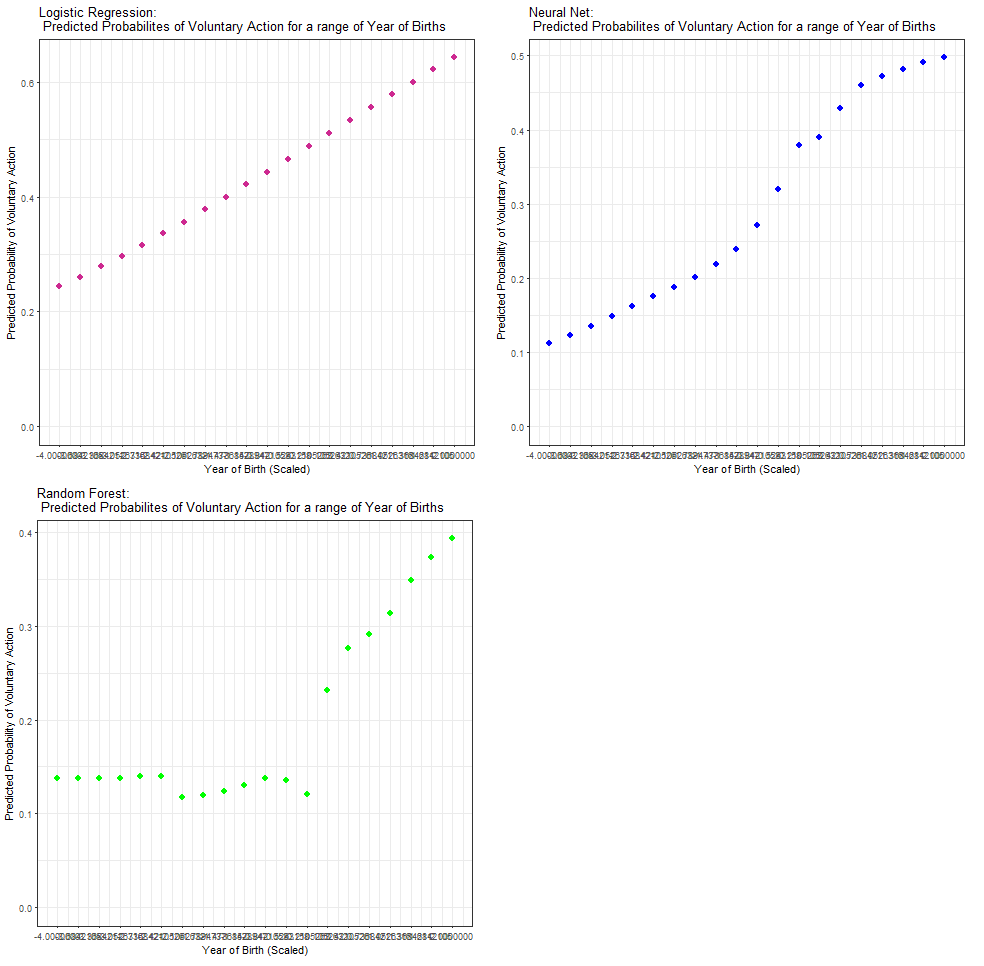 Logistic Regression:
Predicted Probabilites of Voluntary Action for a range of Year of Births
Predicted Probability of Voluntary Action
0.6
0.4
0.2
0.0
Year of Birth (Scaled)
Neural Net:
Predicted Probabilites of Voluntary Action for a range of Year of Births
Predicted Probability of Voluntary Action
0.5
0.4
0.3
0.2
0.1
0.0
Year of Birth (Scaled)
Random Forest:
Predicted Probabilites of Voluntary Action for a range of Year of Births
Predicted Probability of Voluntary Action
0.4
0.3
0.2
0.1
0.0
Year of Birth (Scaled)